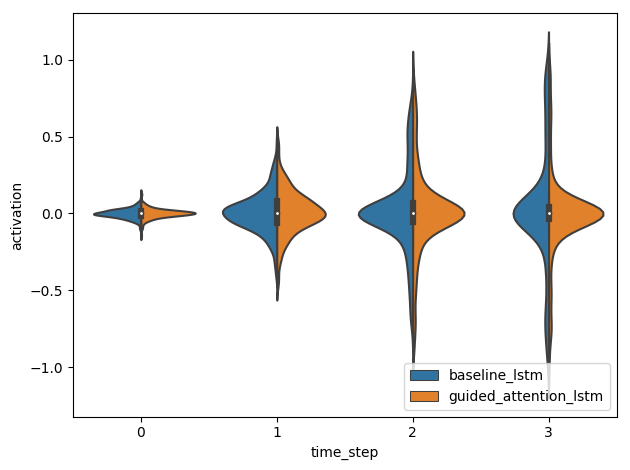 1.0
0.5
0.0
−0.5
−1.0
activation
0
1
2
3
time_step
baseline_lstm
guided_attention_lstm